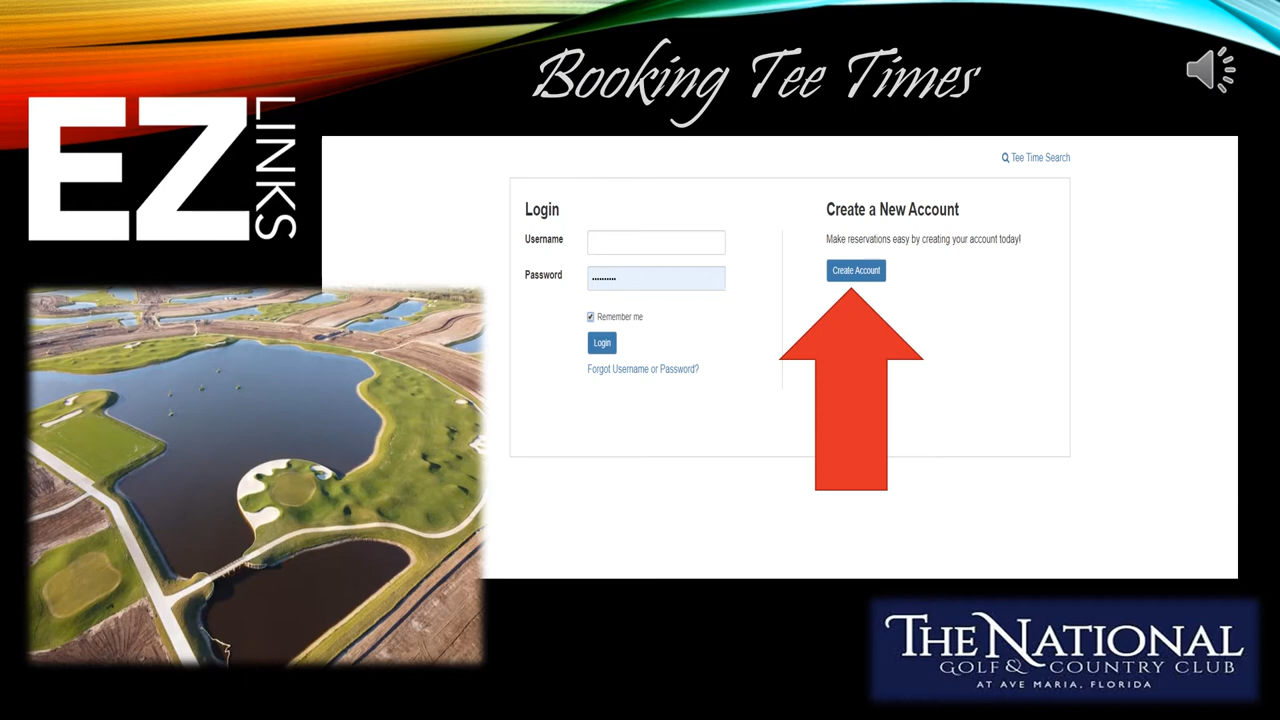 Booking Tee Times
EZ
LINKS
Tee Time Search
Login
Username
Password
Remember me
Login
Forgot Username or Password?
Create a New Account
Make reservations easy by creating your account today!
Create Account
THE NATIONAL
GOLF & COUNTRY CLUB
AT AVE MARIA, FLORIDA